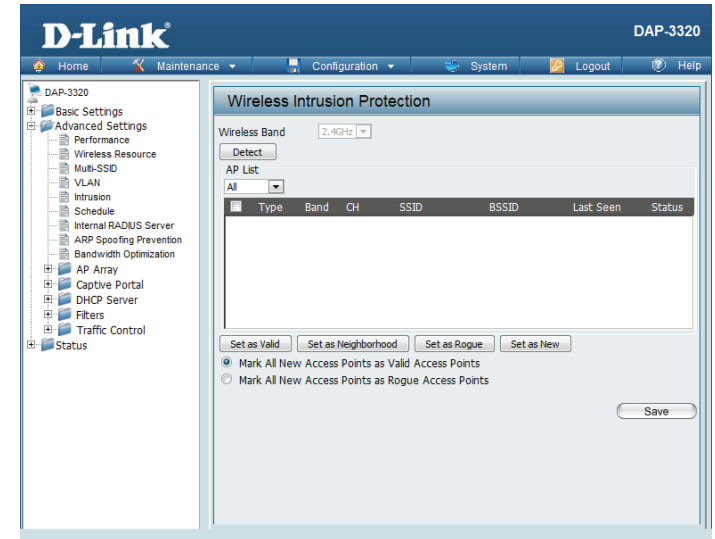 D-Link®
DAP-3320
Home
Maintenance
Configuration
System
Logout
Help
DAP-3320
Basic Settings
Advanced Settings
Performance
Wireless Resource
Multi-SSID
VLAN
Intrusion
Schedule
Internal RADIUS Server
ARP Spoofing Prevention
Bandwidth Optimization
AP Array
Captive Portal
DHCP Server
Filters
Traffic Control
Status
Wireless Intrusion Protection
Wireless Band 2.4GHz
Detect
AP List
All
Type Band CH SSID BSSID Last Seen Status
Set as Valid Set as Neighborhood Set as Rogue Set as New
Mark All New Access Points as Valid Access Points
Mark All New Access Points as Rogue Access Points
Save